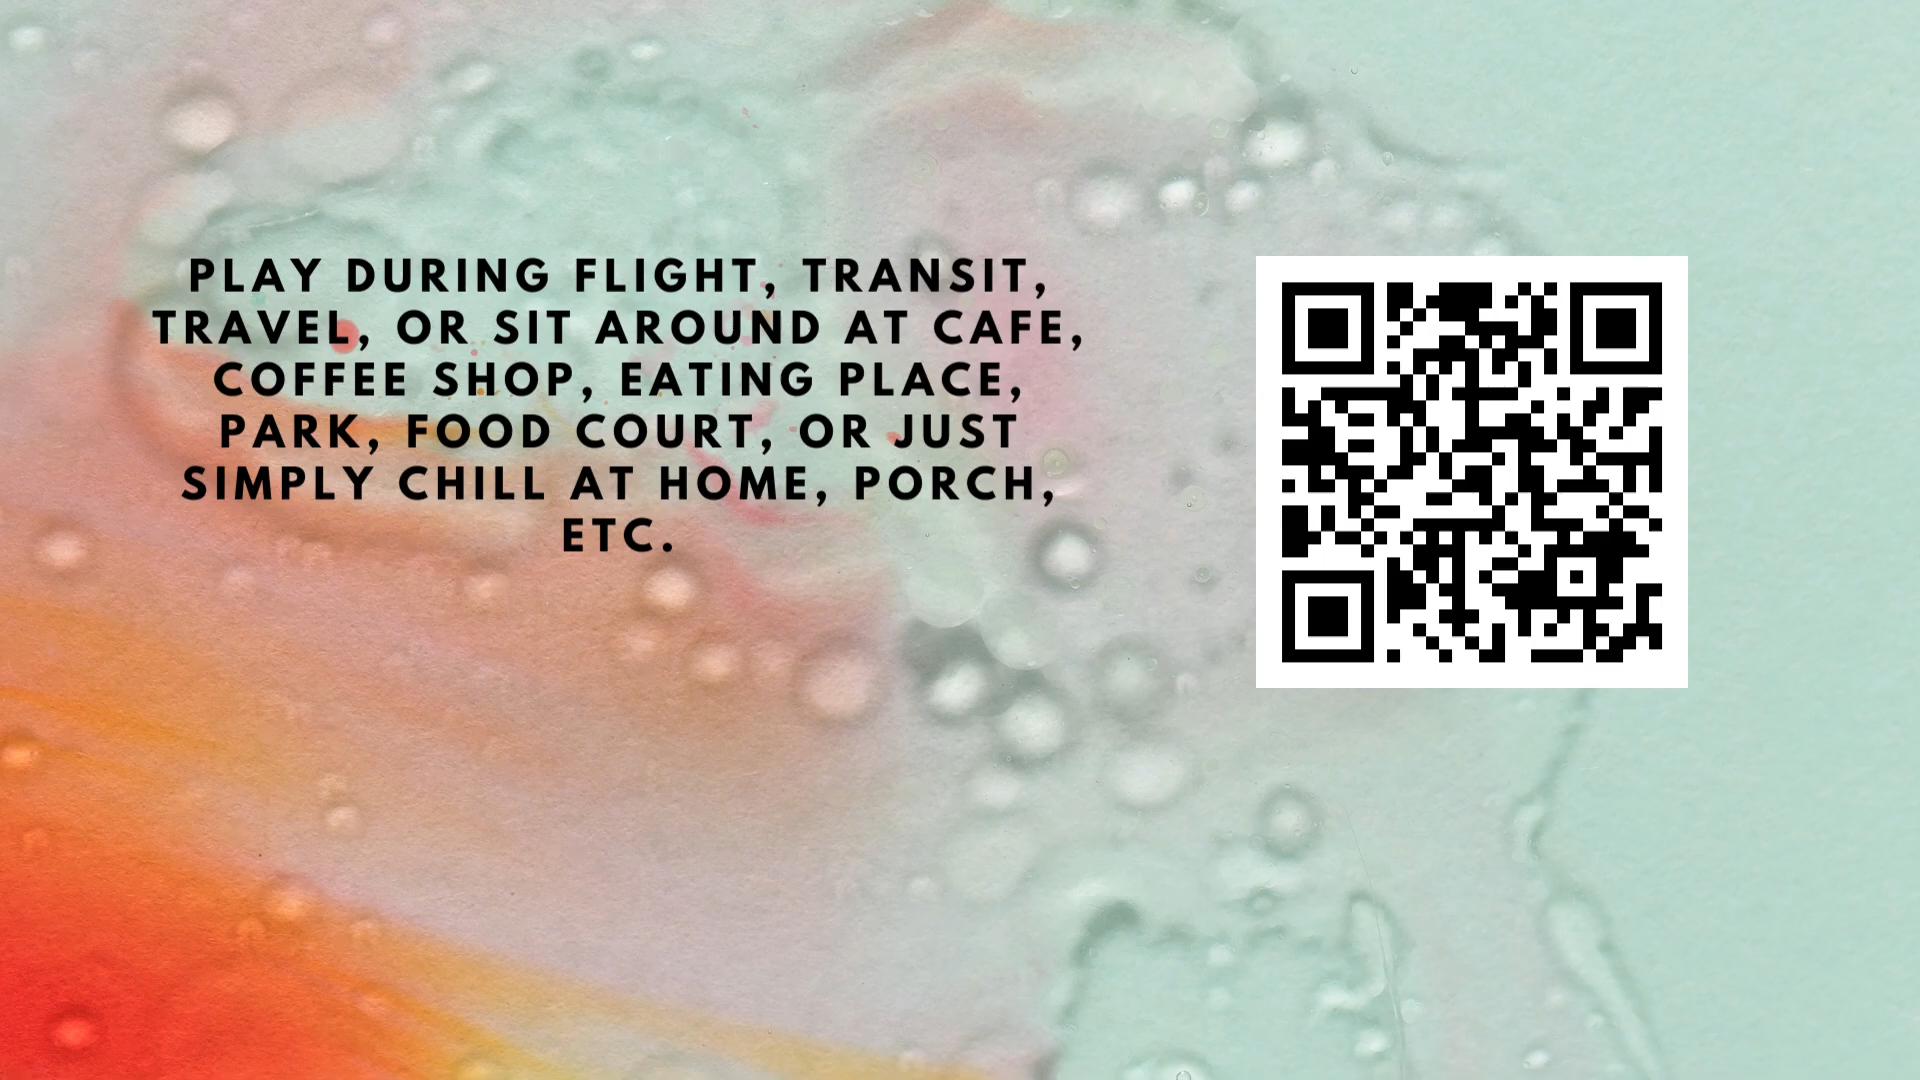 PLAY DURING FLIGHT, TRANSIT,
TRAVEL, OR SIT AROUND AT CAFE,
COFFEE SHOP, EATING PLACE,
PARK, FOOD COURT, OR JUST
SIMPLY CHILL AT HOME, PORCH,
ETC.